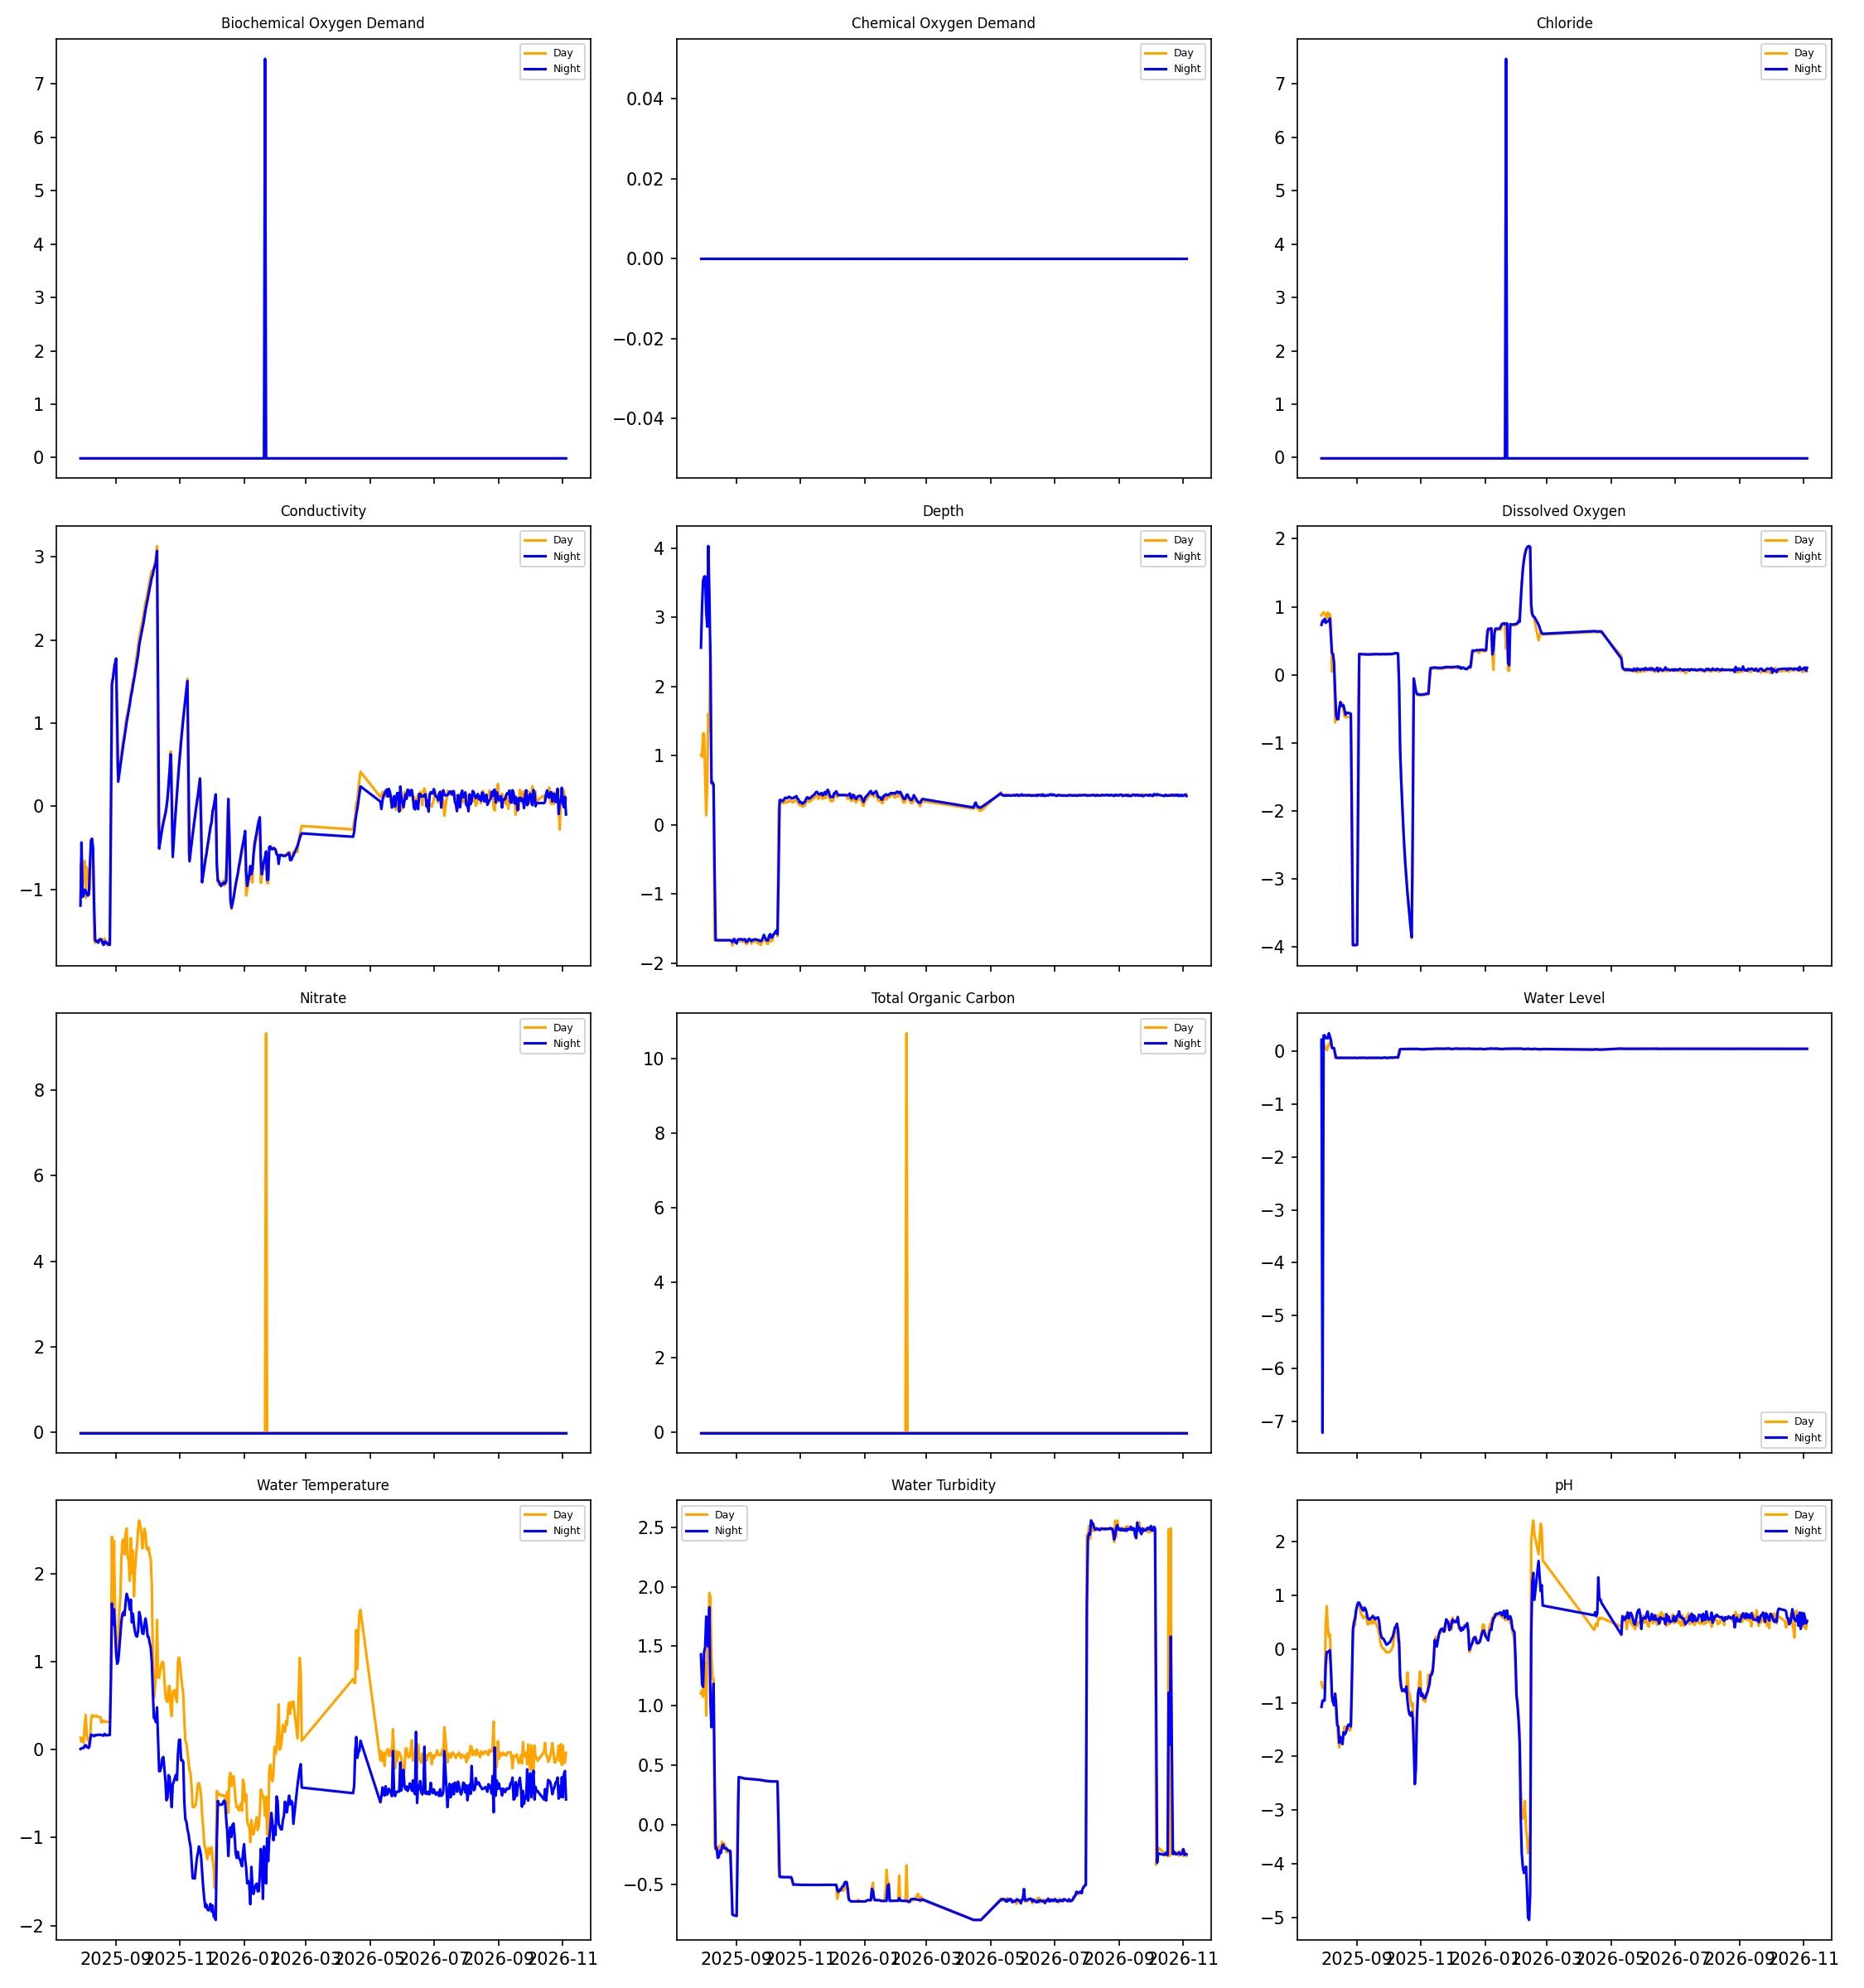 Biochemical Oxygen Demand
Day
Night
7
6
5
4
3
2
1
0
Chemical Oxygen Demand
Day
Night
0.04
0.02
0.00
−0.02
−0.04
Chloride
Day
Night
7
6
5
4
3
2
1
0
Conductivity
Day
Night
3
2
1
0
−1
Depth
Day
Night
4
3
2
1
0
−1
−2
Dissolved Oxygen
Day
Night
2
1
0
−1
−2
−3
−4
Nitrate
Day
Night
8
6
4
2
0
Total Organic Carbon
Day
Night
10
8
6
4
2
0
Water Level
0
−1
−2
−3
−4
−5
−6
−7
Day
Night
Water Temperature
Day
Night
2
1
0
−1
−2
2025-09 2025-11 2026-01 2026-03 2026-05 2026-07 2026-09 2026-11
Water Turbidity
Day
Night
2.5
2.0
1.5
1.0
0.5
0.0
−0.5
2025-09 2025-11 2026-01 2026-03 2026-05 2026-07 2026-09 2026-11
pH
Day
Night
2
1
0
−1
−2
−3
−4
−5
2025-09 2025-11 2026-01 2026-03 2026-05 2026-07 2026-09 2026-11